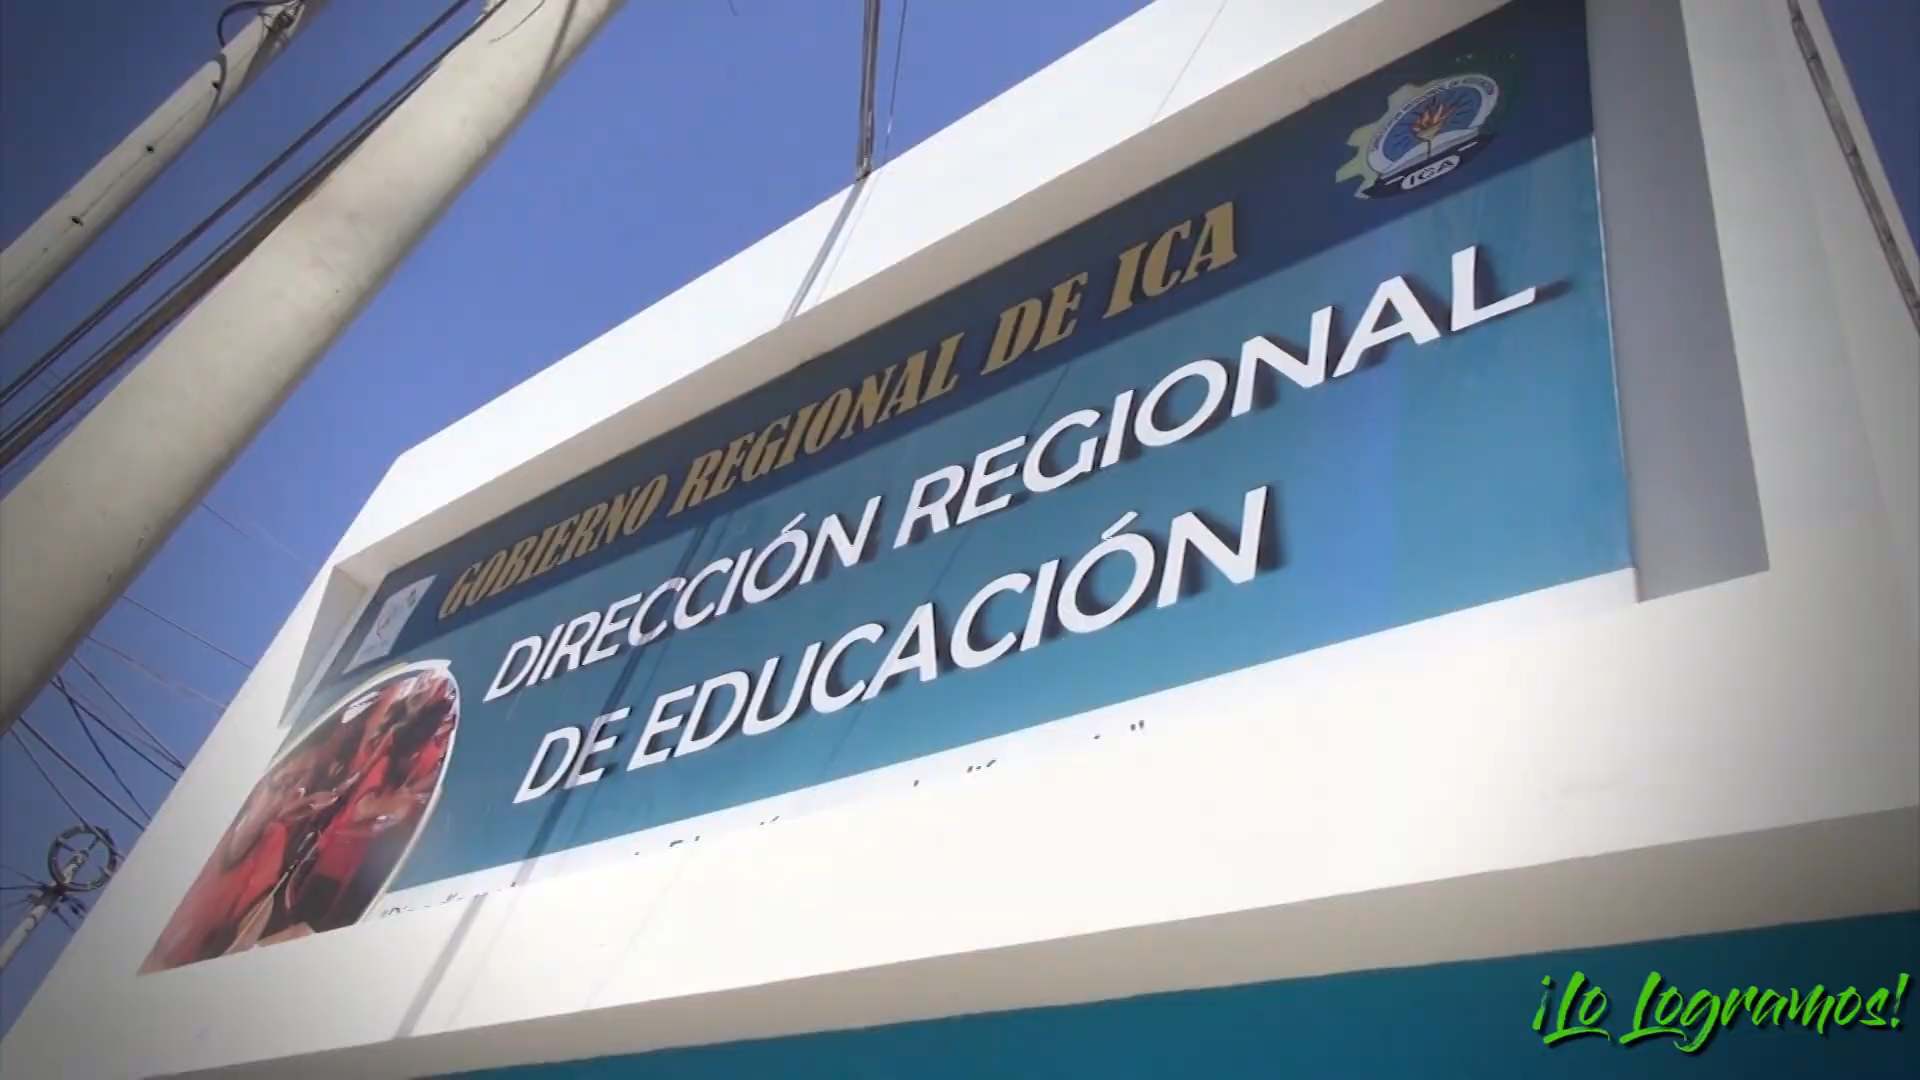 GOBIERNO REGIONAL DE ICA
DIRECCIÓN REGIONAL
DE EDUCACIÓN
ICA
¡Lo Logramos!